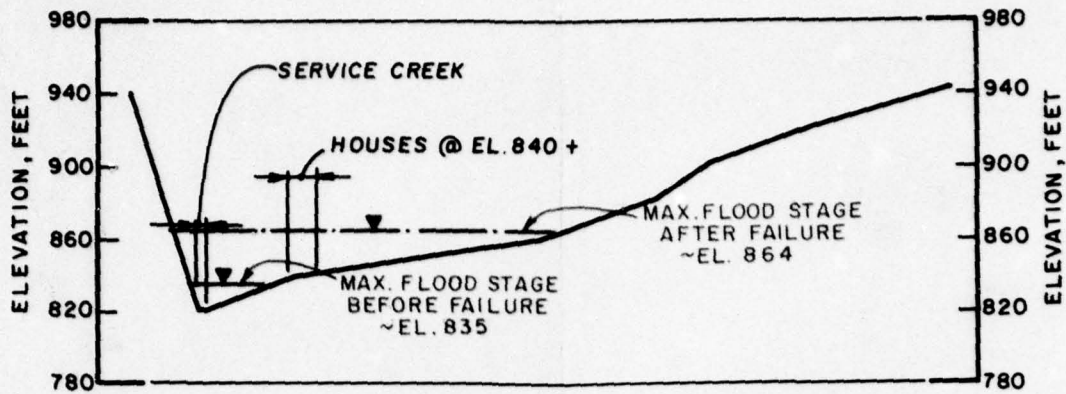 980
940
900
860
820
780
ELEVATION, FEET
SERVICE CREEK
HOUSES @ EL. 840 +
MAX. FLOOD STAGE
AFTER FAILURE
~EL. 864
MAX. FLOOD STAGE
BEFORE FAILURE
~EL. 835
980
940
900
860
820
780
ELEVATION, FEET